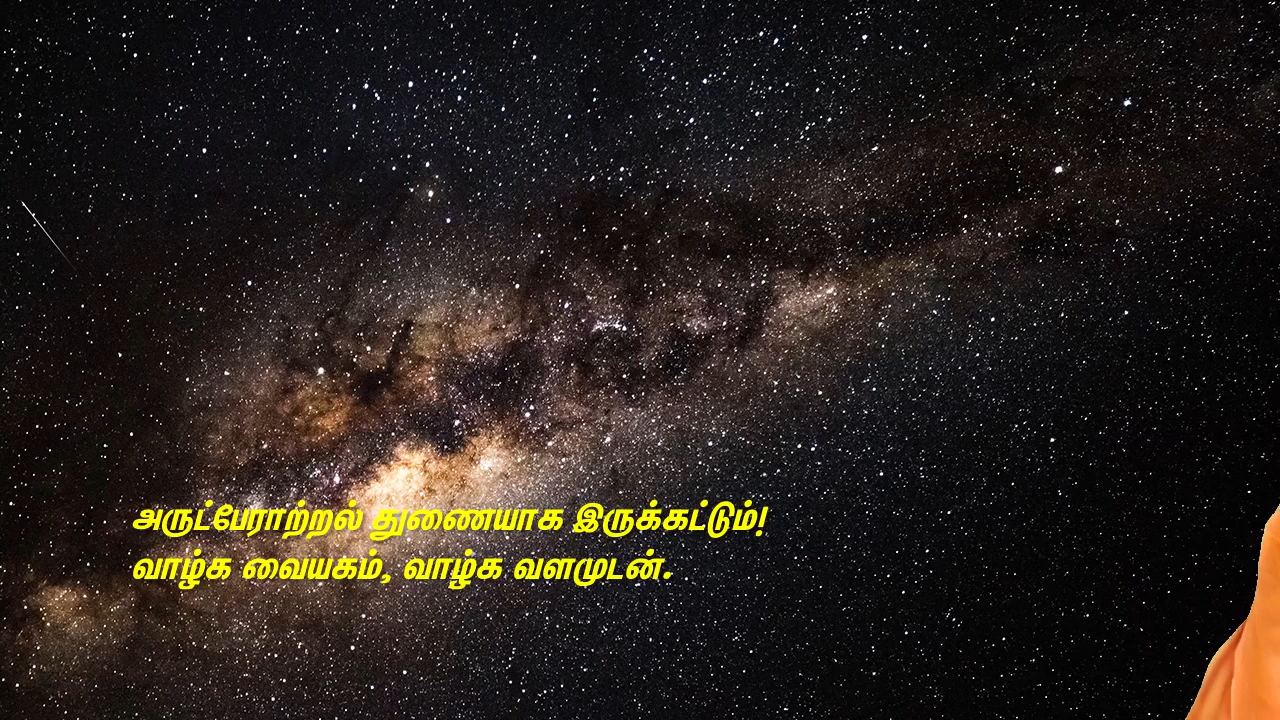 அருட்பேராற்றல் துணையாக இருக்கட்டும்!
வாழ்க வையகம், வாழ்க வளமுடன்.